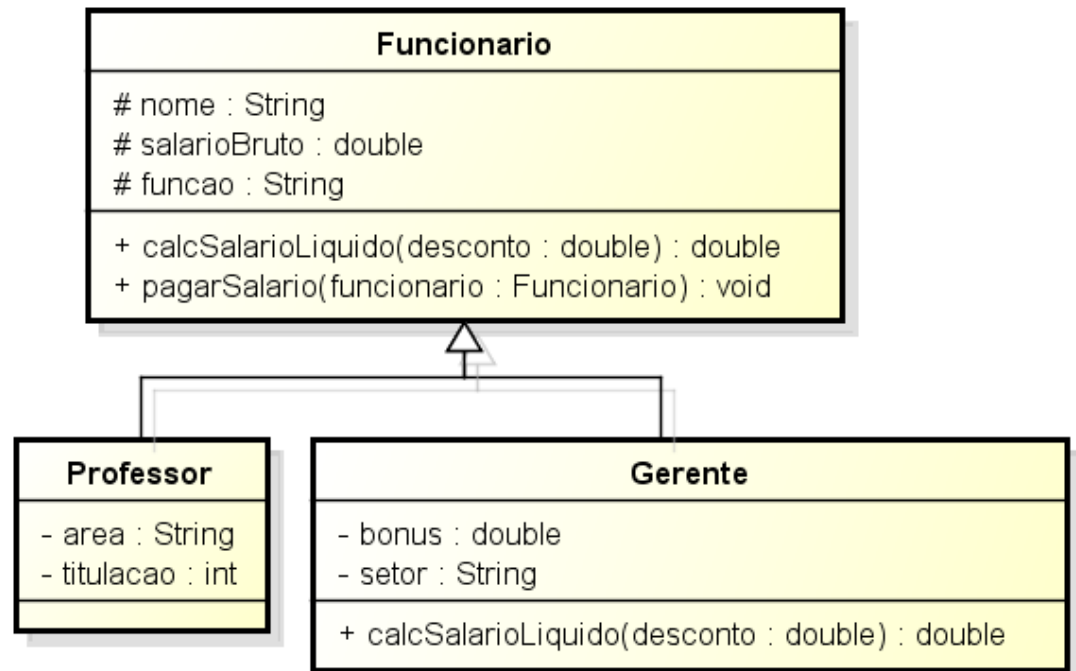 Funcionario
# nome : String
# salarioBruto : double
# funcao : String
+ calcSalarioLiquido(desconto : double) : double
+ pagarSalario(funcionario : Funcionario) : void
Professor
- area : String
- titulacao : int
Gerente
- bonus : double
- setor : String
+ calcSalarioLiquido(desconto : double) : double